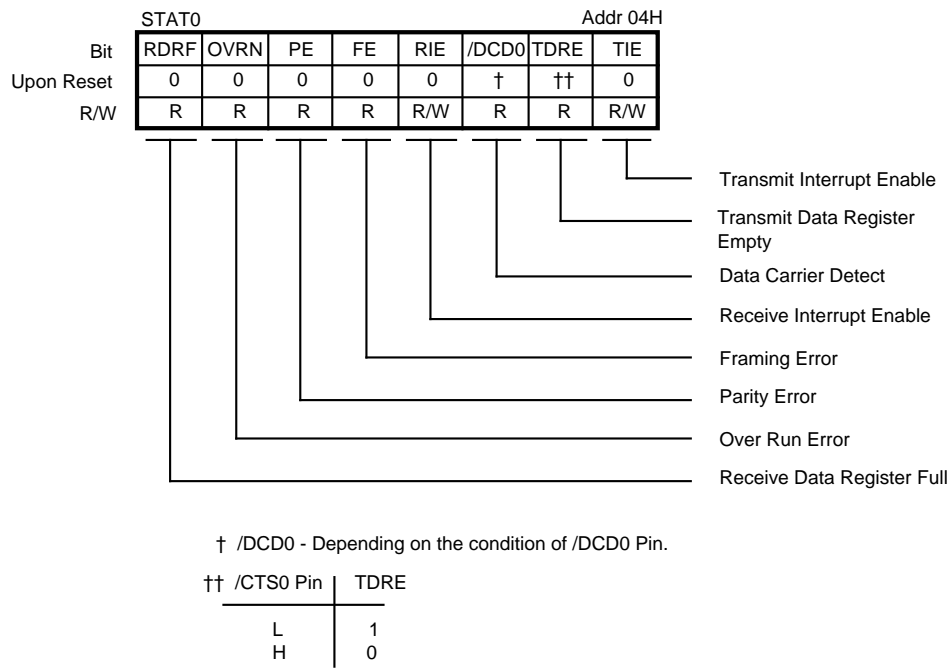 STAT0 Addr 04H
Bit RDRF OVRN PE FE RIE /DCD0 TDRE TIE
Upon Reset 0 0 0 0 0 † †† 0
R/W R R R R R/W R R R/W
Transmit Interrupt Enable
Transmit Data Register
Empty
Data Carrier Detect
Receive Interrupt Enable
Framing Error
Parity Error
Over Run Error
Receive Data Register Full
† /DCD0 - Depending on the condition of /DCD0 Pin.
†† /CTS0 Pin TDRE
L 1
H 0